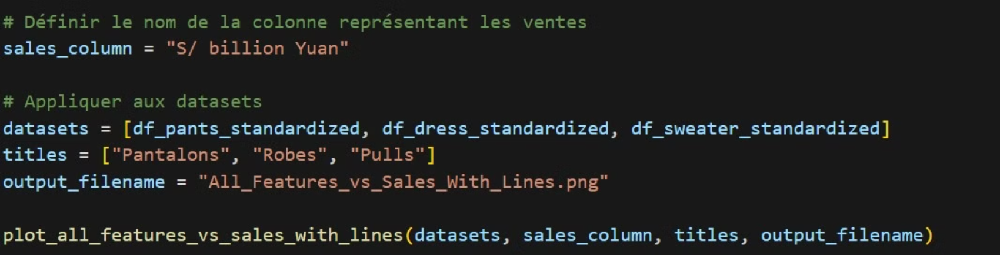 # Définir le nom de la colonne représentant les ventes
sales_column = "S/ billion Yuan"
# Appliquer aux datasets
datasets = [df_pants_standardized, df_dress_standardized, df_sweater_standardized]
titles = ["Pantalons", "Robes", "Pulls"]
output_filename = "All_Features_vs_Sales_With_Lines.png"
plot_all_features_vs_sales_with_lines(datasets, sales_column, titles, output_filename)